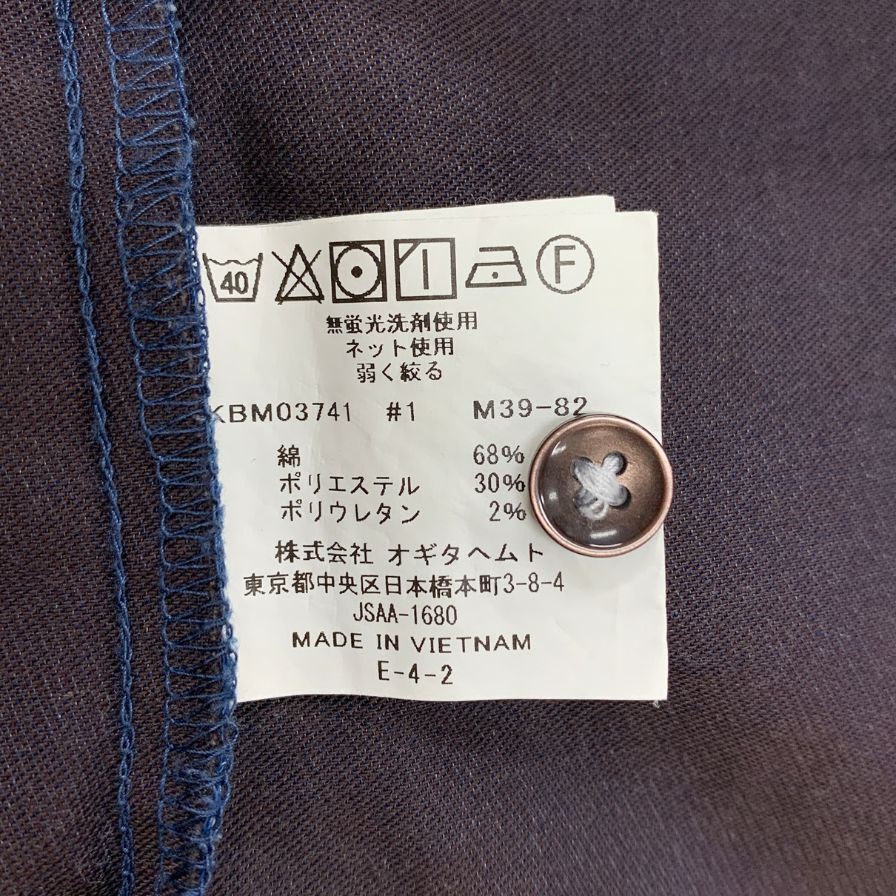 40 F
無蛍光洗剤使用
ネット使用
弱く絞る
KBM03741 #1 M39-82
綿 68%
ポリエステル 30%
ポリウレタン 2%
株式会社 オギタヘムト
東京都中央区日本橋本町3-8-4
JSAA-1680
MADE IN VIETNAM
E-4-2